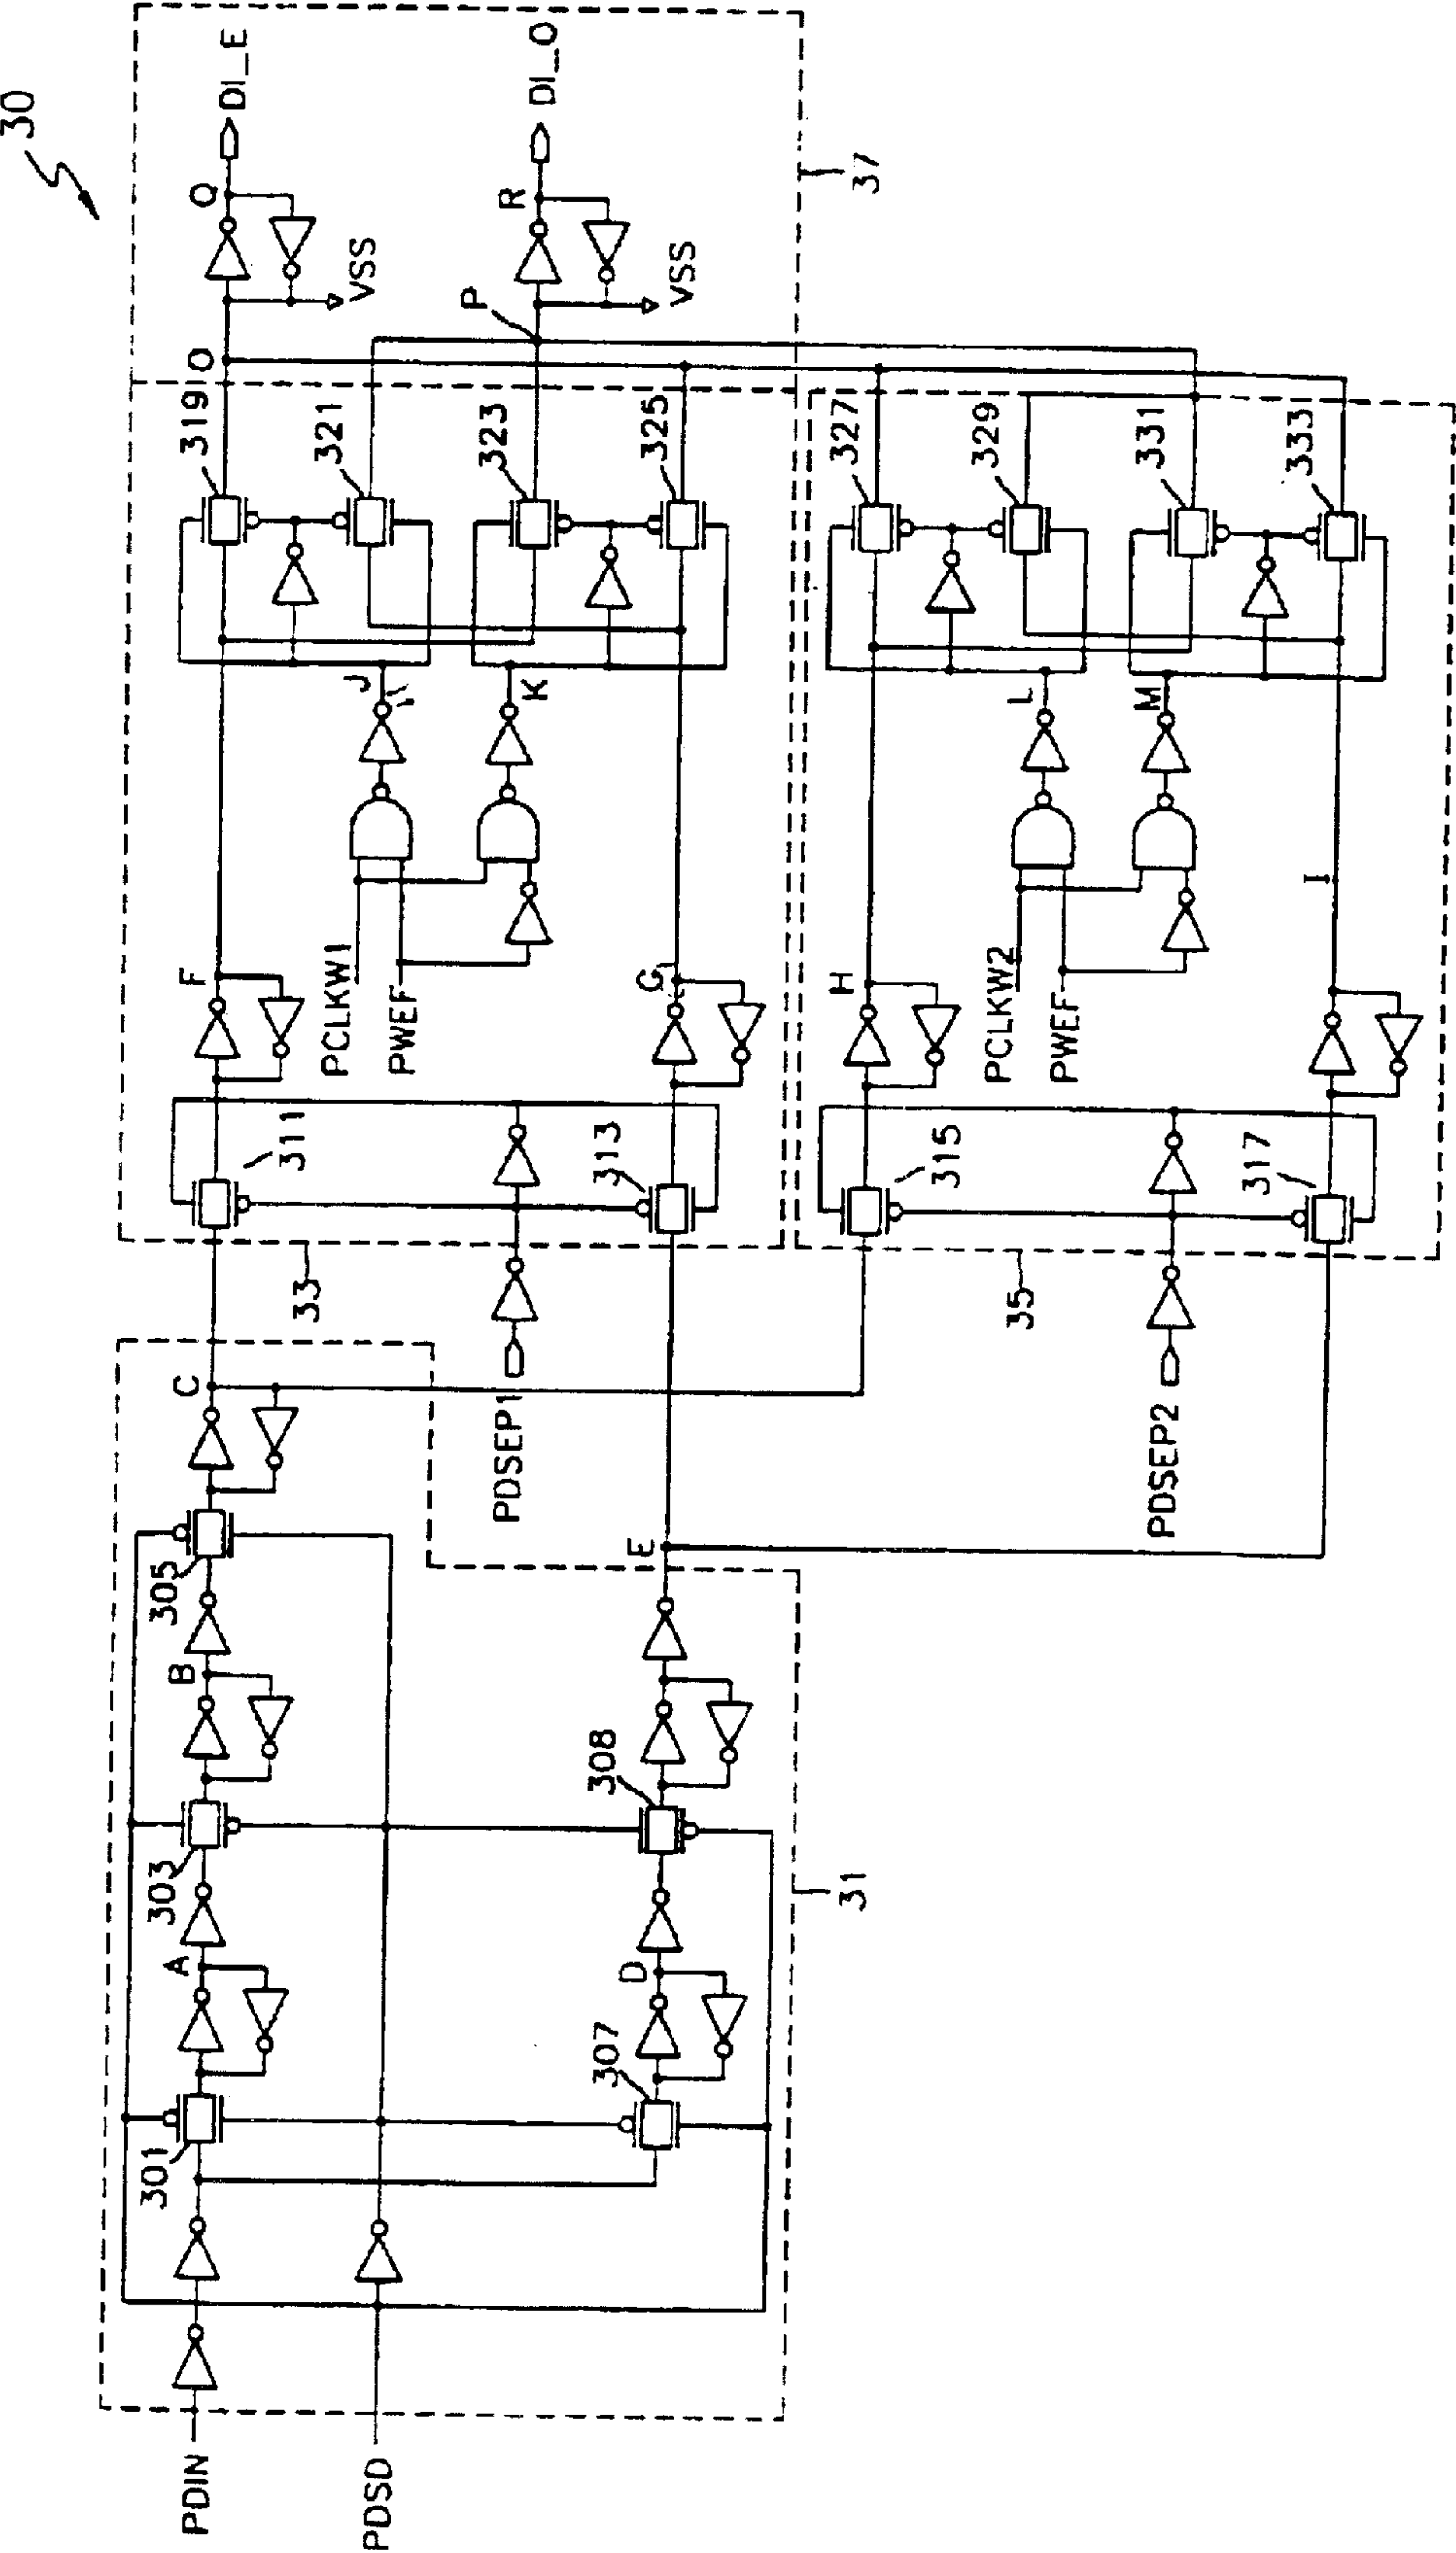 30
PDIN
PDSD
301
A
303
B
305
C
307
D
308
E
31
PDSEP1
33
311
313
F
G
PCLKW1
PWEF
J
K
319
321
323
325
O
P
Q
R
VSS
VSS
DI_E
DI_O
37
PDSEP2
35
315
317
H
I
PCLKW2
PWEF
L
M
327
329
331
333